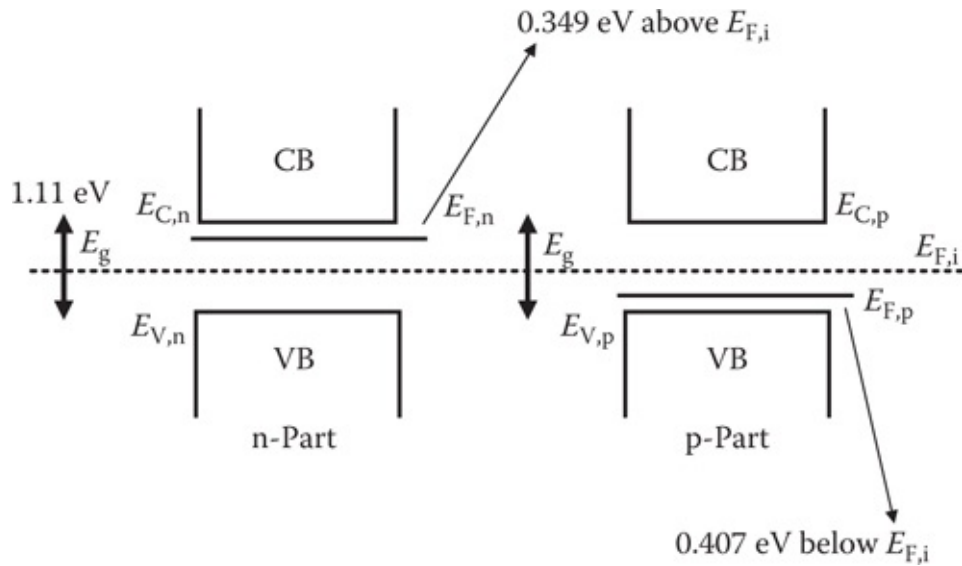 0.349 eV above E_F,i
CB
CB
1.11 eV
E_C,n
E_F,n
E_C,p
E_g
E_g
E_F,i
E_V,n
E_V,p
E_F,p
VB
VB
n-Part
p-Part
0.407 eV below E_F,i